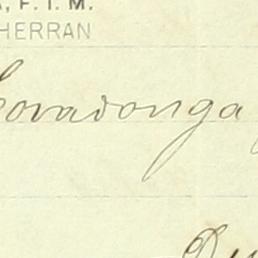 , F. I. M.
HERRAN
Covadonga